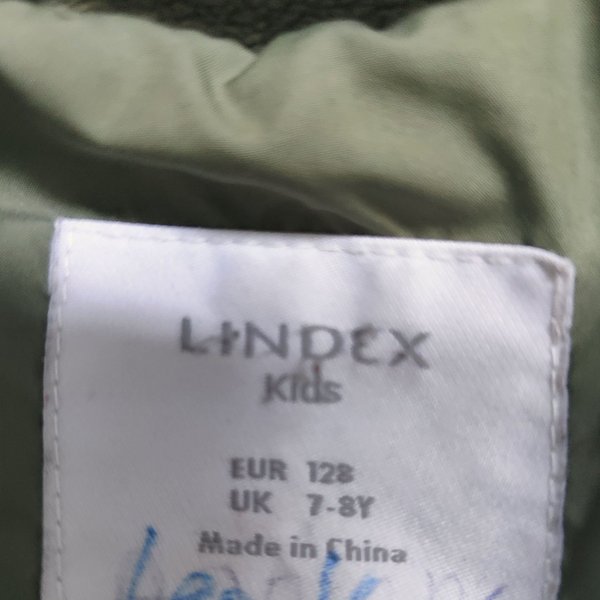 LINDEX
Kids
EUR 128
UK 7-8Y
Made in China